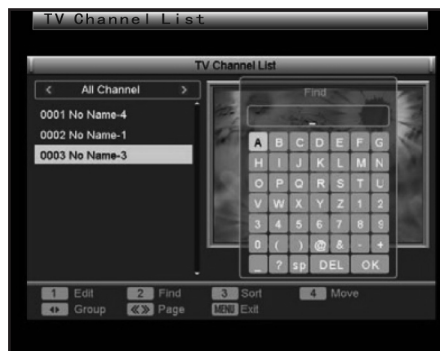 TV Channel List
TV Channel List
< All Channel >
0001 No Name-4
0002 No Name-1
0003 No Name-3
Find
_
A B C D E F G
H I J K L M N
O P Q R S T U
V W X Y Z 1 2
3 4 5 6 7 8 9
0 ( ) @ & - +
_ ? sp DEL OK
1 Edit 2 Find 3 Sort 4 Move
Group Page MENU Exit